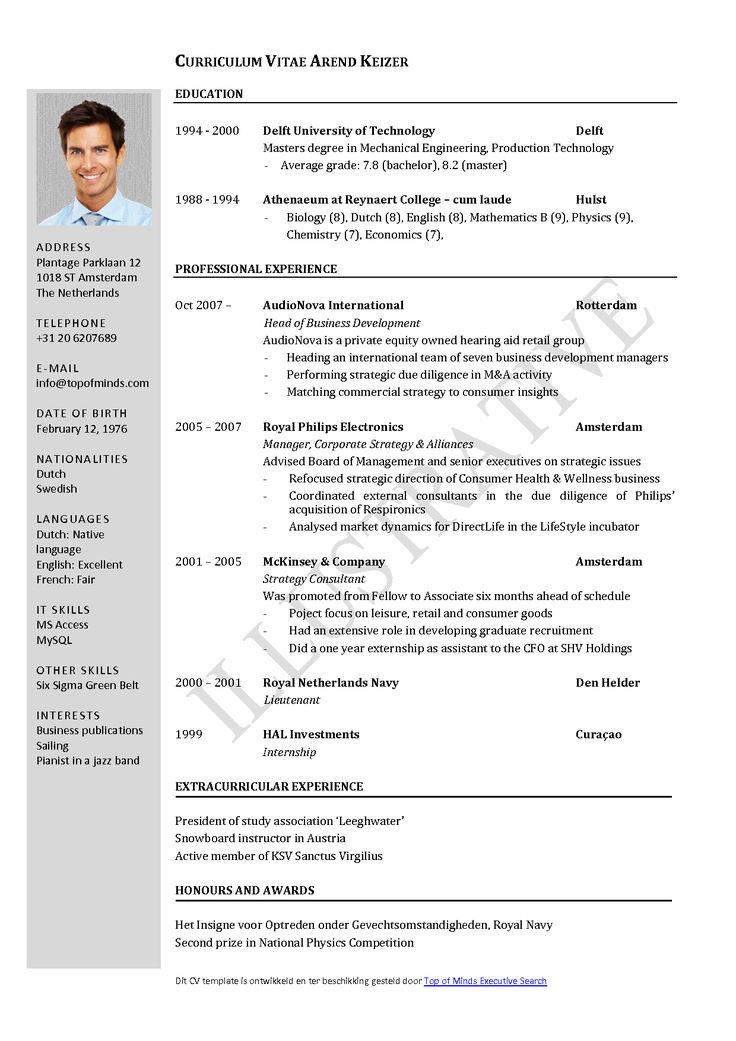 CURRICULUM VITAE AREND KEIZER
ADDRESS
Plantage Parklaan 12
1018 ST Amsterdam
The Netherlands
TELEPHONE
+31 20 6207689
E-MAIL
info@topofminds.com
DATE OF BIRTH
February 12, 1976
NATIONALITIES
Dutch
Swedish
LANGUAGES
Dutch: Native
language
English: Excellent
French: Fair
IT SKILLS
MS Access
MySQL
OTHER SKILLS
Six Sigma Green Belt
INTERESTS
Business publications
Sailing
Pianist in a jazz band
EDUCATION
1994 - 2000 Delft University of Technology Delft
Masters degree in Mechanical Engineering, Production Technology
- Average grade: 7.8 (bachelor), 8.2 (master)
1988 - 1994 Athenaeum at Reynaert College – cum laude Hulst
- Biology (8), Dutch (8), English (8), Mathematics B (9), Physics (9),
Chemistry (7), Economics (7),
PROFESSIONAL EXPERIENCE
Oct 2007 – AudioNova International Rotterdam
Head of Business Development
AudioNova is a private equity owned hearing aid retail group
- Heading an international team of seven business development managers
- Performing strategic due diligence in M&A activity
- Matching commercial strategy to consumer insights
2005 – 2007 Royal Philips Electronics Amsterdam
Manager, Corporate Strategy & Alliances
Advised Board of Management and senior executives on strategic issues
- Refocused strategic direction of Consumer Health & Wellness business
- Coordinated external consultants in the due diligence of Philips’
acquisition of Respironics
- Analysed market dynamics for DirectLife in the LifeStyle incubator
2001 – 2005 McKinsey & Company Amsterdam
Strategy Consultant
Was promoted from Fellow to Associate six months ahead of schedule
- Poject focus on leisure, retail and consumer goods
- Had an extensive role in developing graduate recruitment
- Did a one year externship as assistant to the CFO at SHV Holdings
2000 – 2001 Royal Netherlands Navy Den Helder
Lieutenant
1999 HAL Investments Curaçao
Internship
EXTRACURRICULAR EXPERIENCE
President of study association ‘Leeghwater’
Snowboard instructor in Austria
Active member of KSV Sanctus Virgilius
HONOURS AND AWARDS
Het Insigne voor Optreden onder Gevechtsomstandigheden, Royal Navy
Second prize in National Physics Competition
Dit CV template is ontwikkeld en ter beschikking gesteld door Top of Minds Executive Search
ILLUSTRATIVE